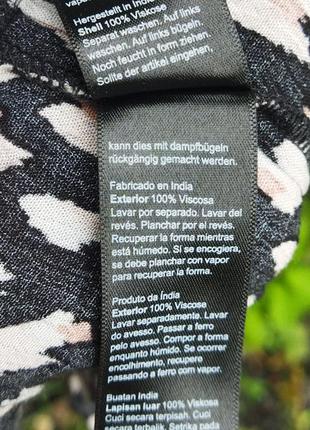 Hergestellt in Indien
Shell 100% Viskose
Separat waschen. Auf links
waschen. Auf links bügeln.
Noch feucht in form ziehen.
Sollte der artikel eingehen,
kann dies mit dampfbügeln
rückgängig gemacht werden.
Fabricado en India
Exterior 100% Viscosa
Lavar por separado. Lavar del
revés. Planchar por el revés.
Recuperar la forma mientras
está húmedo. Si se encogiera,
se debe planchar con vapor
para recuperar la forma.
Produto da Índia
Exterior 100% Viscose
Lavar separadamente. Lavar
do avesso. Passar a ferro
pelo avesso. Compor a forma
enquanto húmido. Se ocorrer
encolhimento, recupere
passando a ferro com vapor.
Buatan India
Lapisan luar 100% Viscose
Cuci secara terpisah. Cuci
secara terbalik. Setrika pada